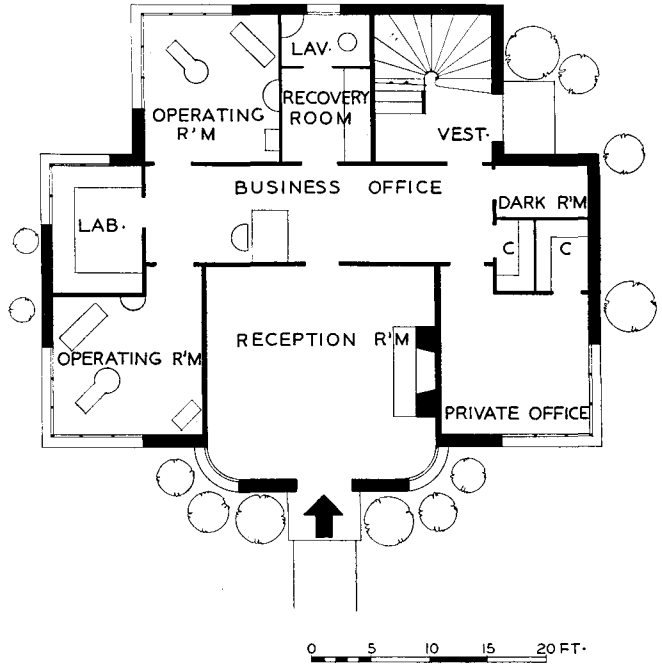 LAV.
OPERATING
R'M
RECOVERY
ROOM
VEST.
BUSINESS OFFICE
DARK R'M
LAB.
C
C
OPERATING R'M
RECEPTION R'M
PRIVATE OFFICE
0 5 10 15 20 FT.